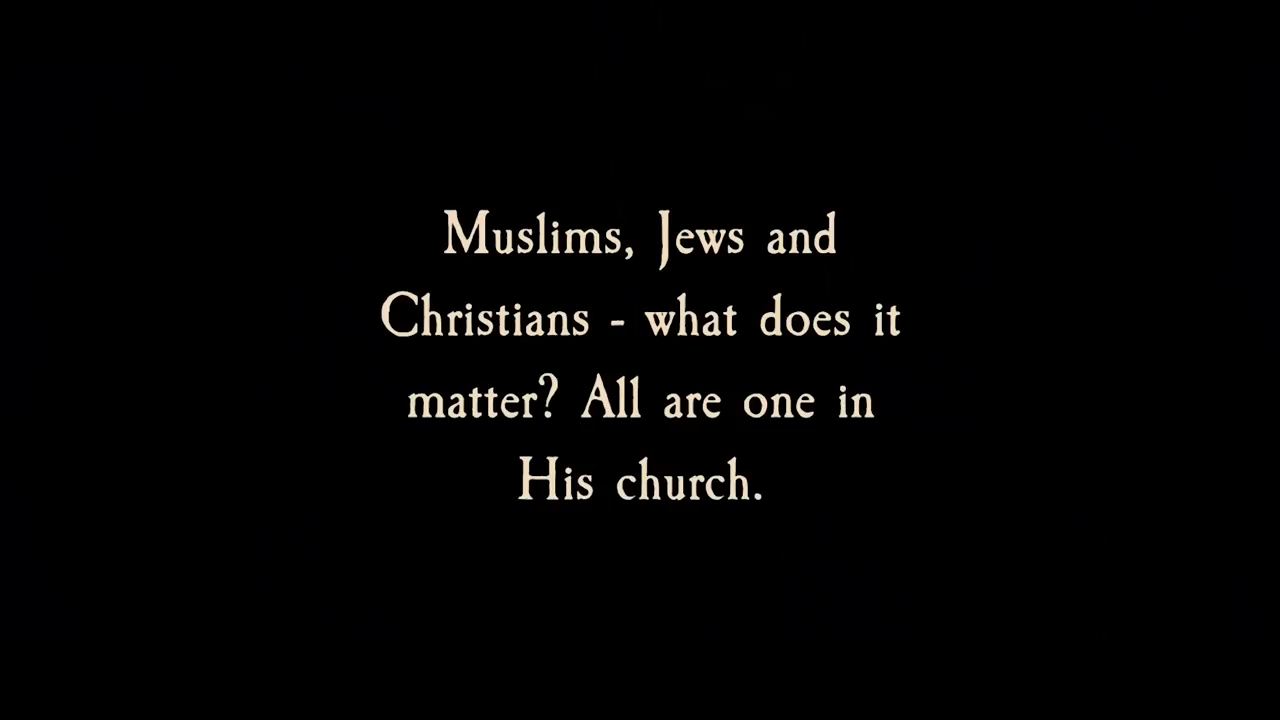 Muslims, Jews and
Christians - what does it
matter? All are one in
His church.